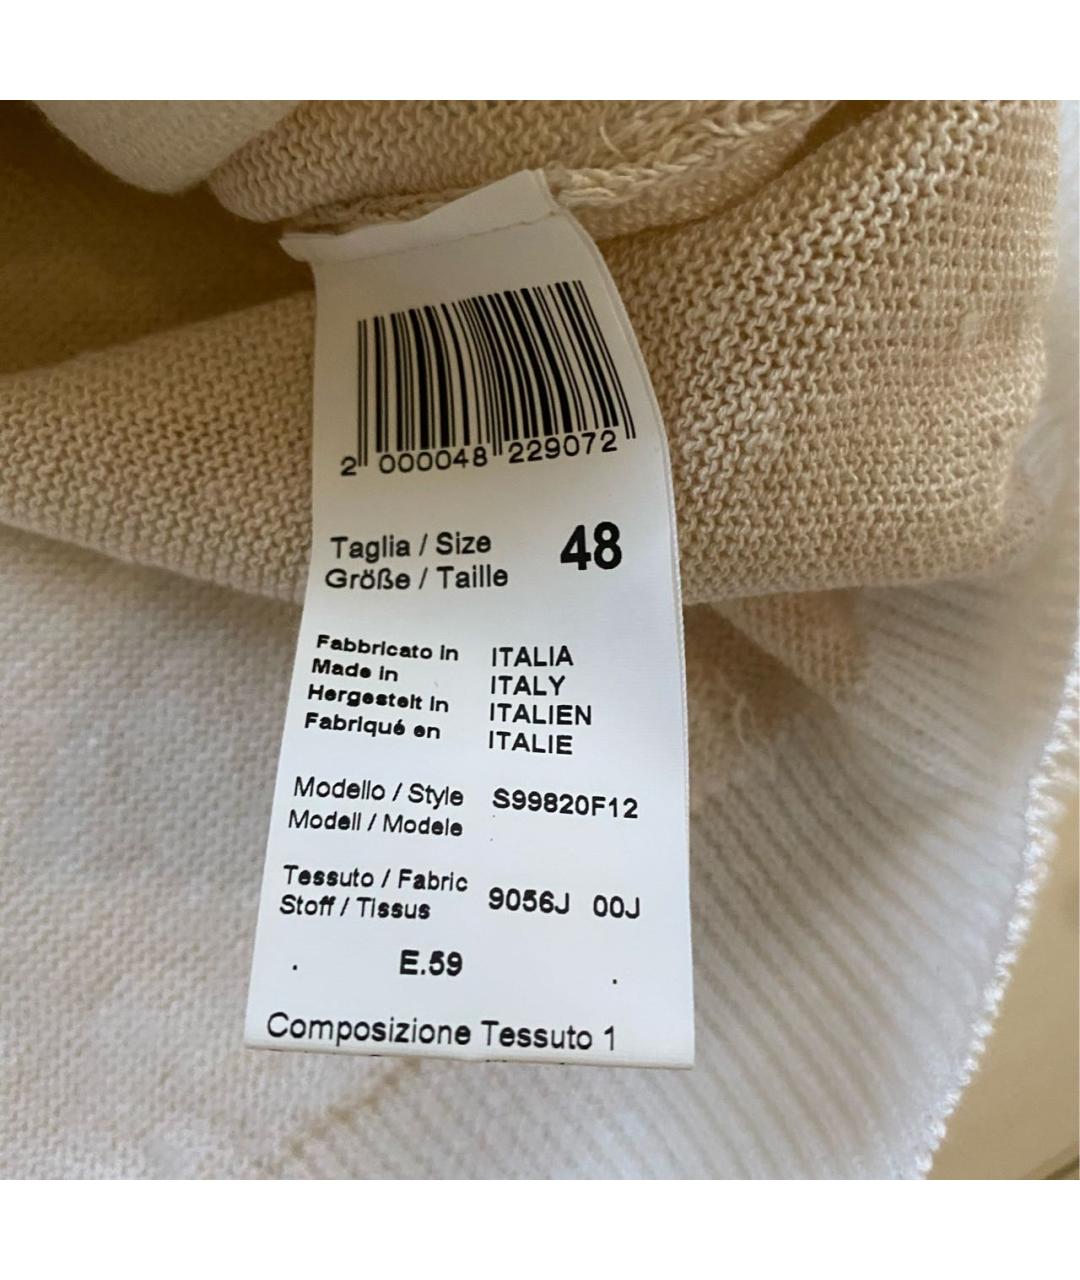 2 000048 229072
Taglia / Size 48
Größe / Taille
Fabbricato in ITALIA
Made in ITALY
Hergestelt in ITALIEN
Fabriqué en ITALIE
Modello / Style S99820F12
Modell / Modele
Tessuto / Fabric 9056J 00J
Stoff / Tissus
. E.59 .
Composizione Tessuto 1